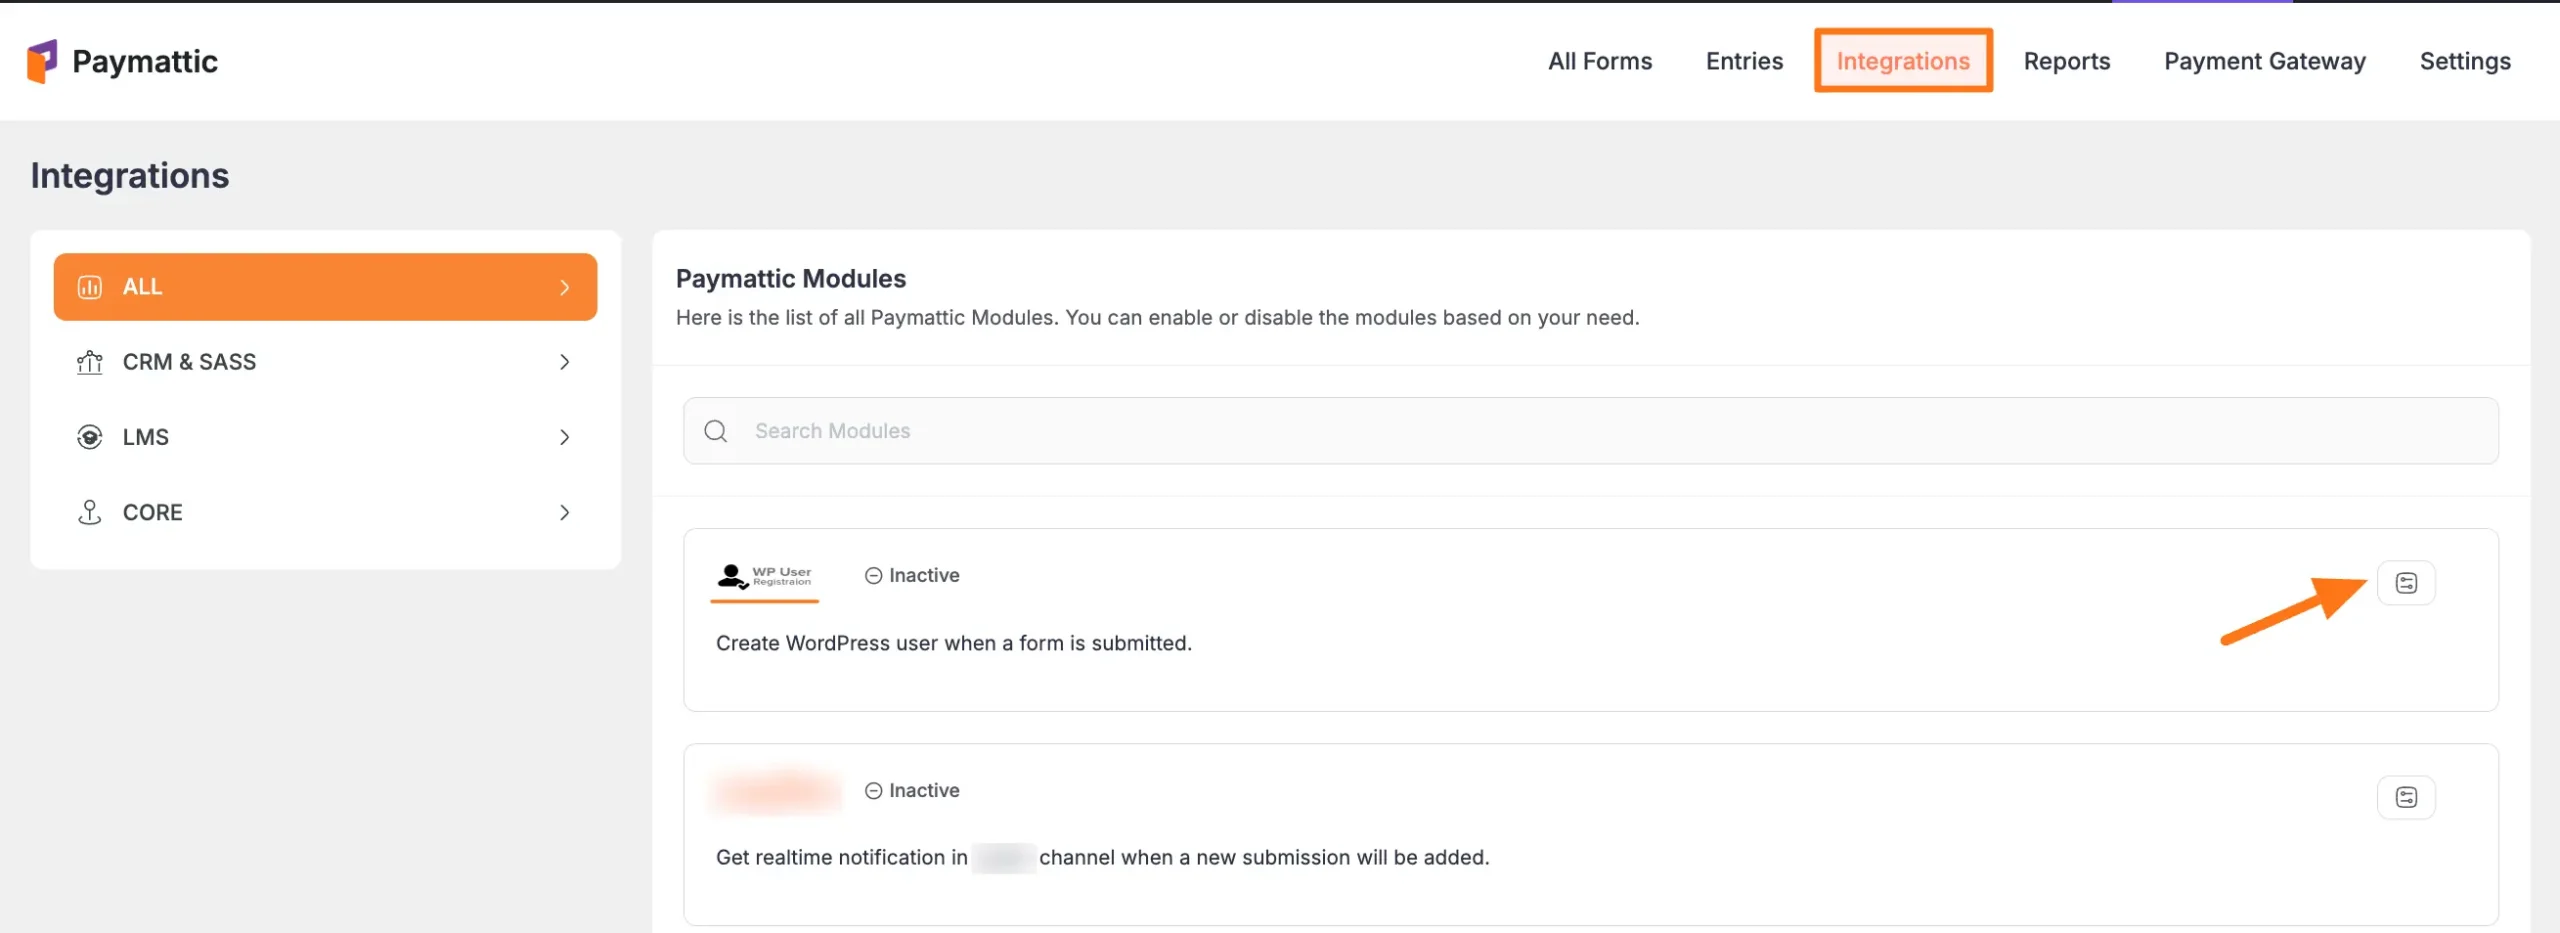 Paymattic
All Forms Entries Integrations Reports Payment Gateway Settings
Integrations
ALL
CRM & SASS
LMS
CORE
Paymattic Modules
Here is the list of all Paymattic Modules. You can enable or disable the modules based on your need.
Search Modules
WP User
Registraion
Inactive
Create WordPress user when a form is submitted.
Inactive
Get realtime notification in channel when a new submission will be added.